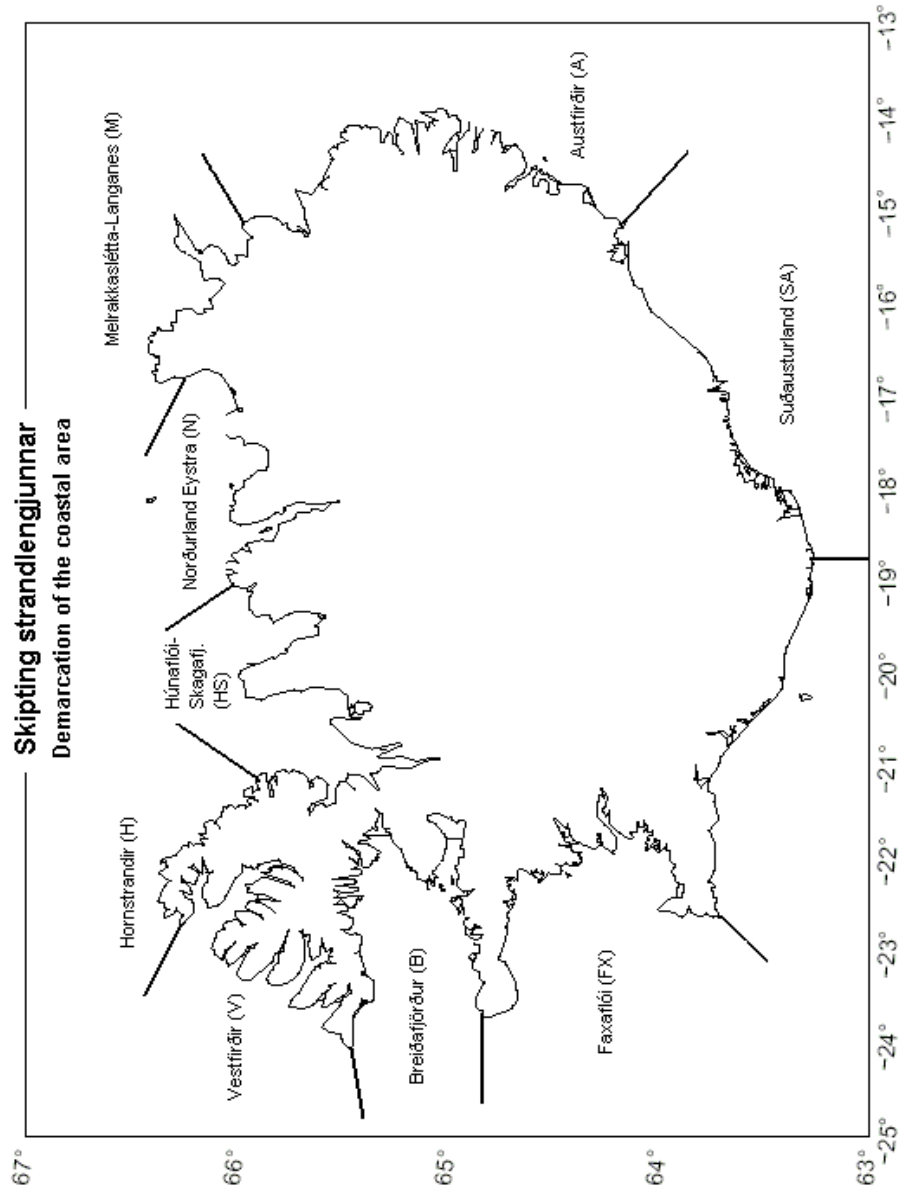 Skipting strandlengjunnar
Demarcation of the coastal area
67°
66°
65°
64°
63°
Hornstrandir (H)
Húnaflói-
Skagafj.
(HS)
Norðurland Eystra (N)
Melrakkaslétta-Langanes (M)
Vestfirðir (V)
Breiðafjörður (B)
Faxaflói (FX)
Austfirðir (A)
Suðausturland (SA)
-25°
-24°
-23°
-22°
-21°
-20°
-19°
-18°
-17°
-16°
-15°
-14°
-13°